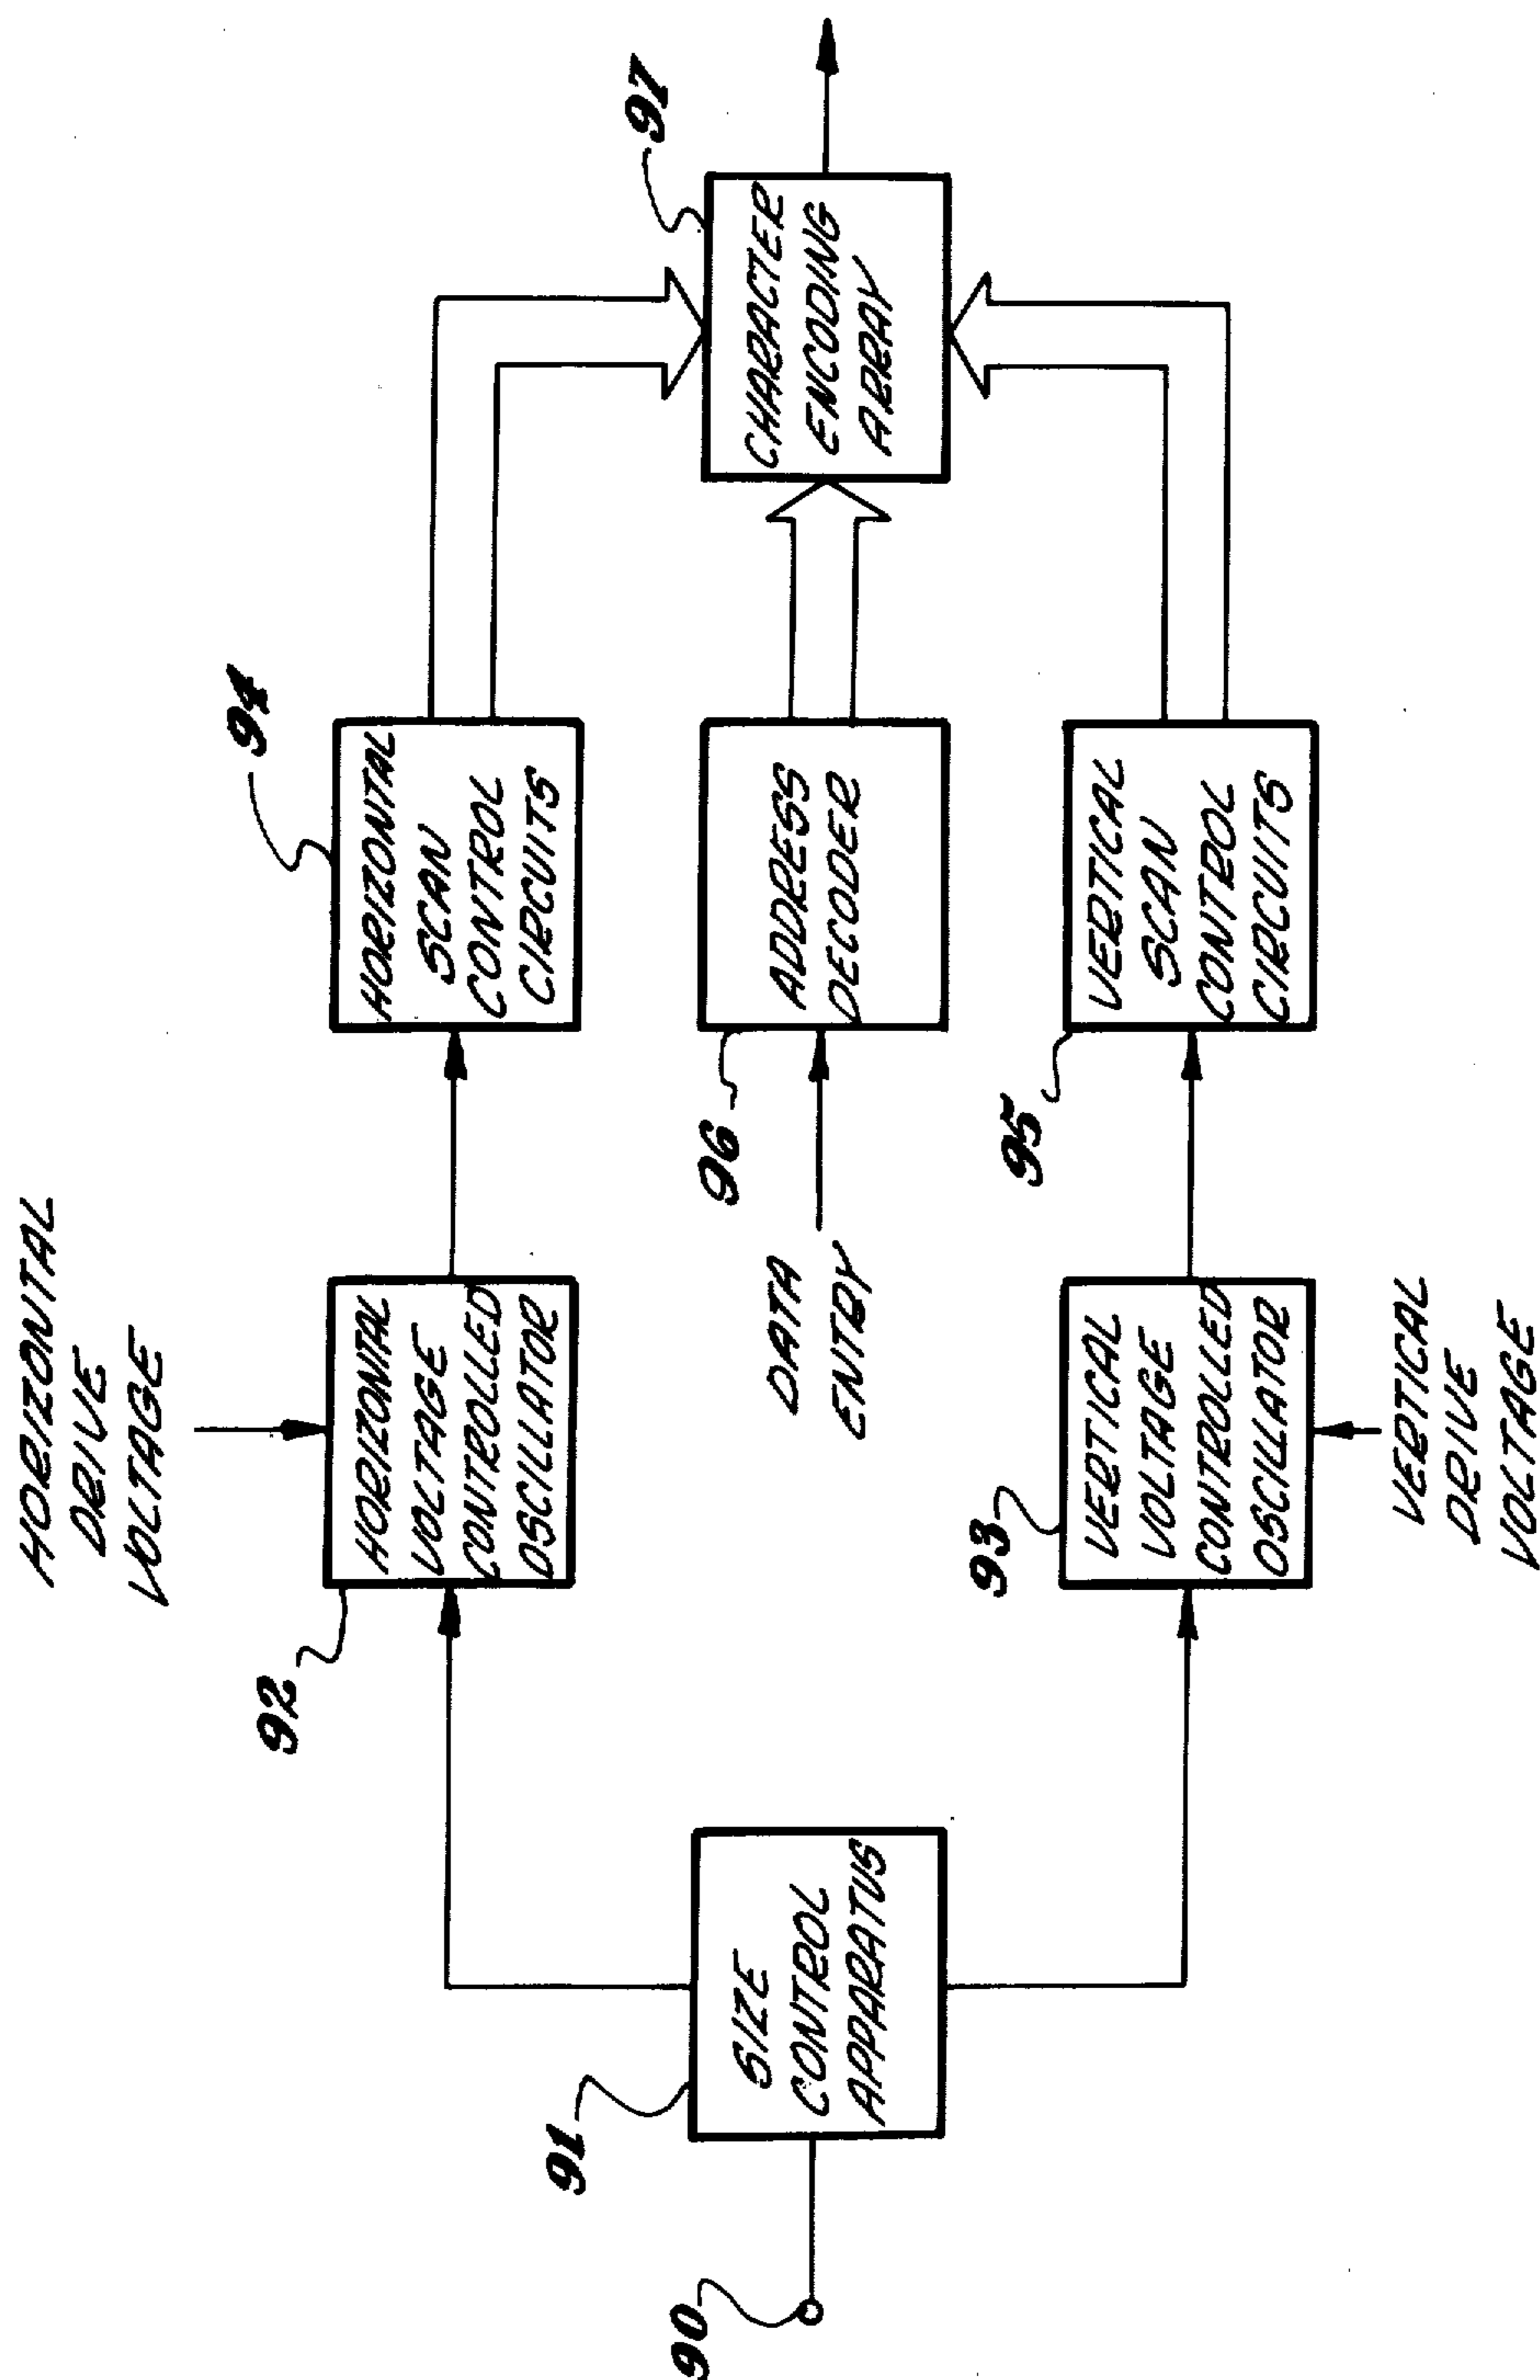 HORIZONTAL
DRIVE
VOLTAGE
92
HORIZONTAL
VOLTAGE
CONTROLLED
OSCILLATOR
94
HORIZONTAL
SCAN
CONTROL
CIRCUITS
90
91
SIZE
CONTROL
APPARATUS
DATA
ENTRY
96
ADDRESS
DECODER
97
CHARACTER
ENCODING
ARRAY
93
VERTICAL
VOLTAGE
CONTROLLED
OSCILLATOR
95
VERTICAL
SCAN
CONTROL
CIRCUITS
VERTICAL
DRIVE
VOLTAGE